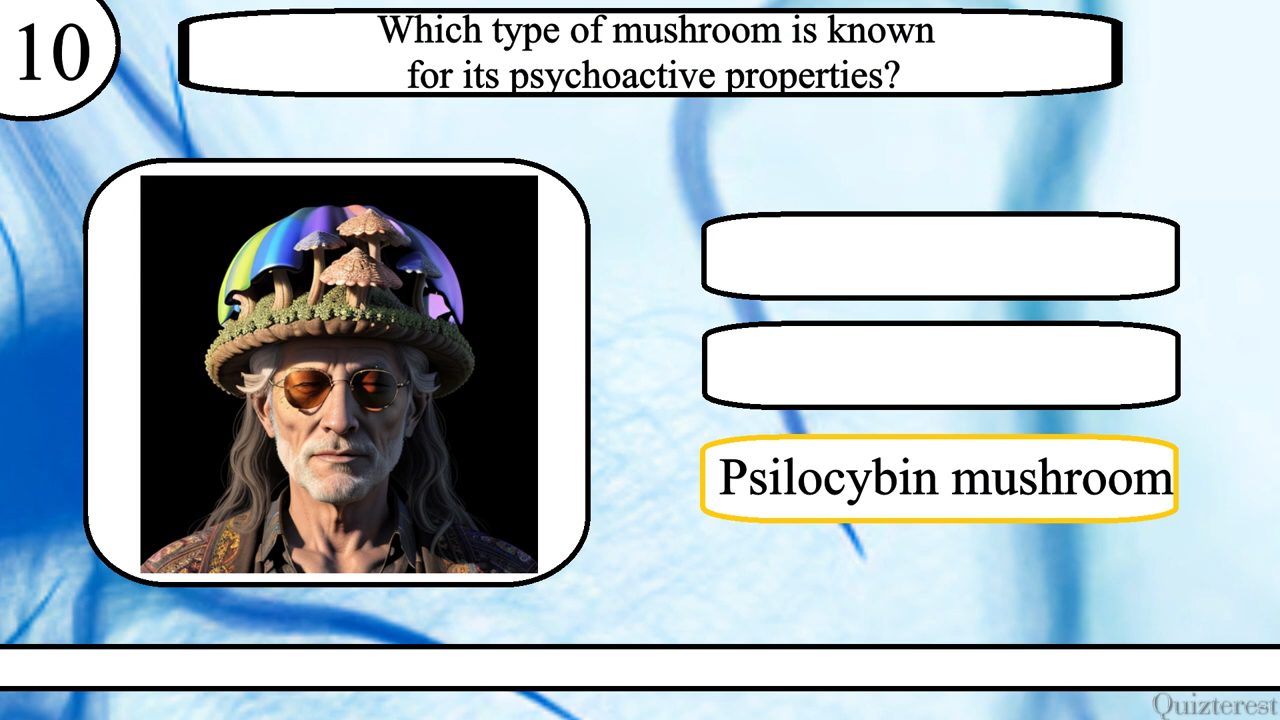 10
Which type of mushroom is known
for its psychoactive properties?
Psilocybin mushroom
Quizterest